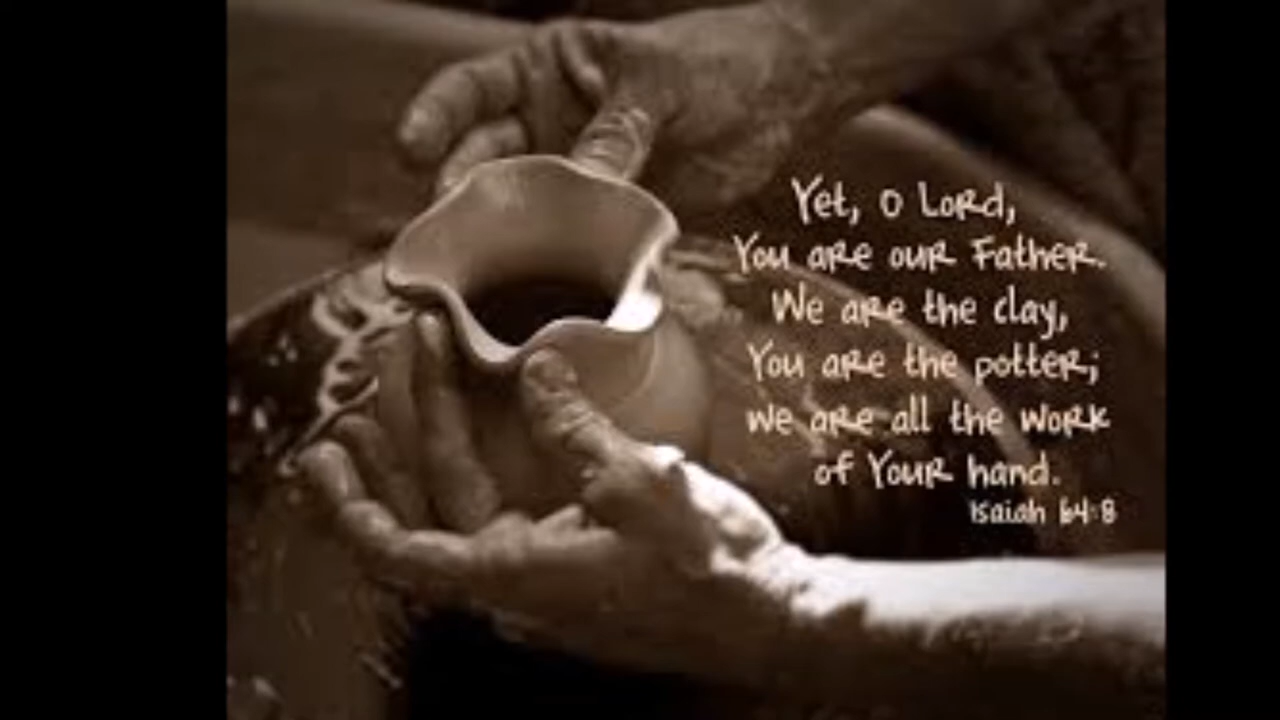 Yet, O Lord,
You are our Father.
We are the clay,
You are the potter;
we are all the work
of Your hand.
Isaiah 64:8